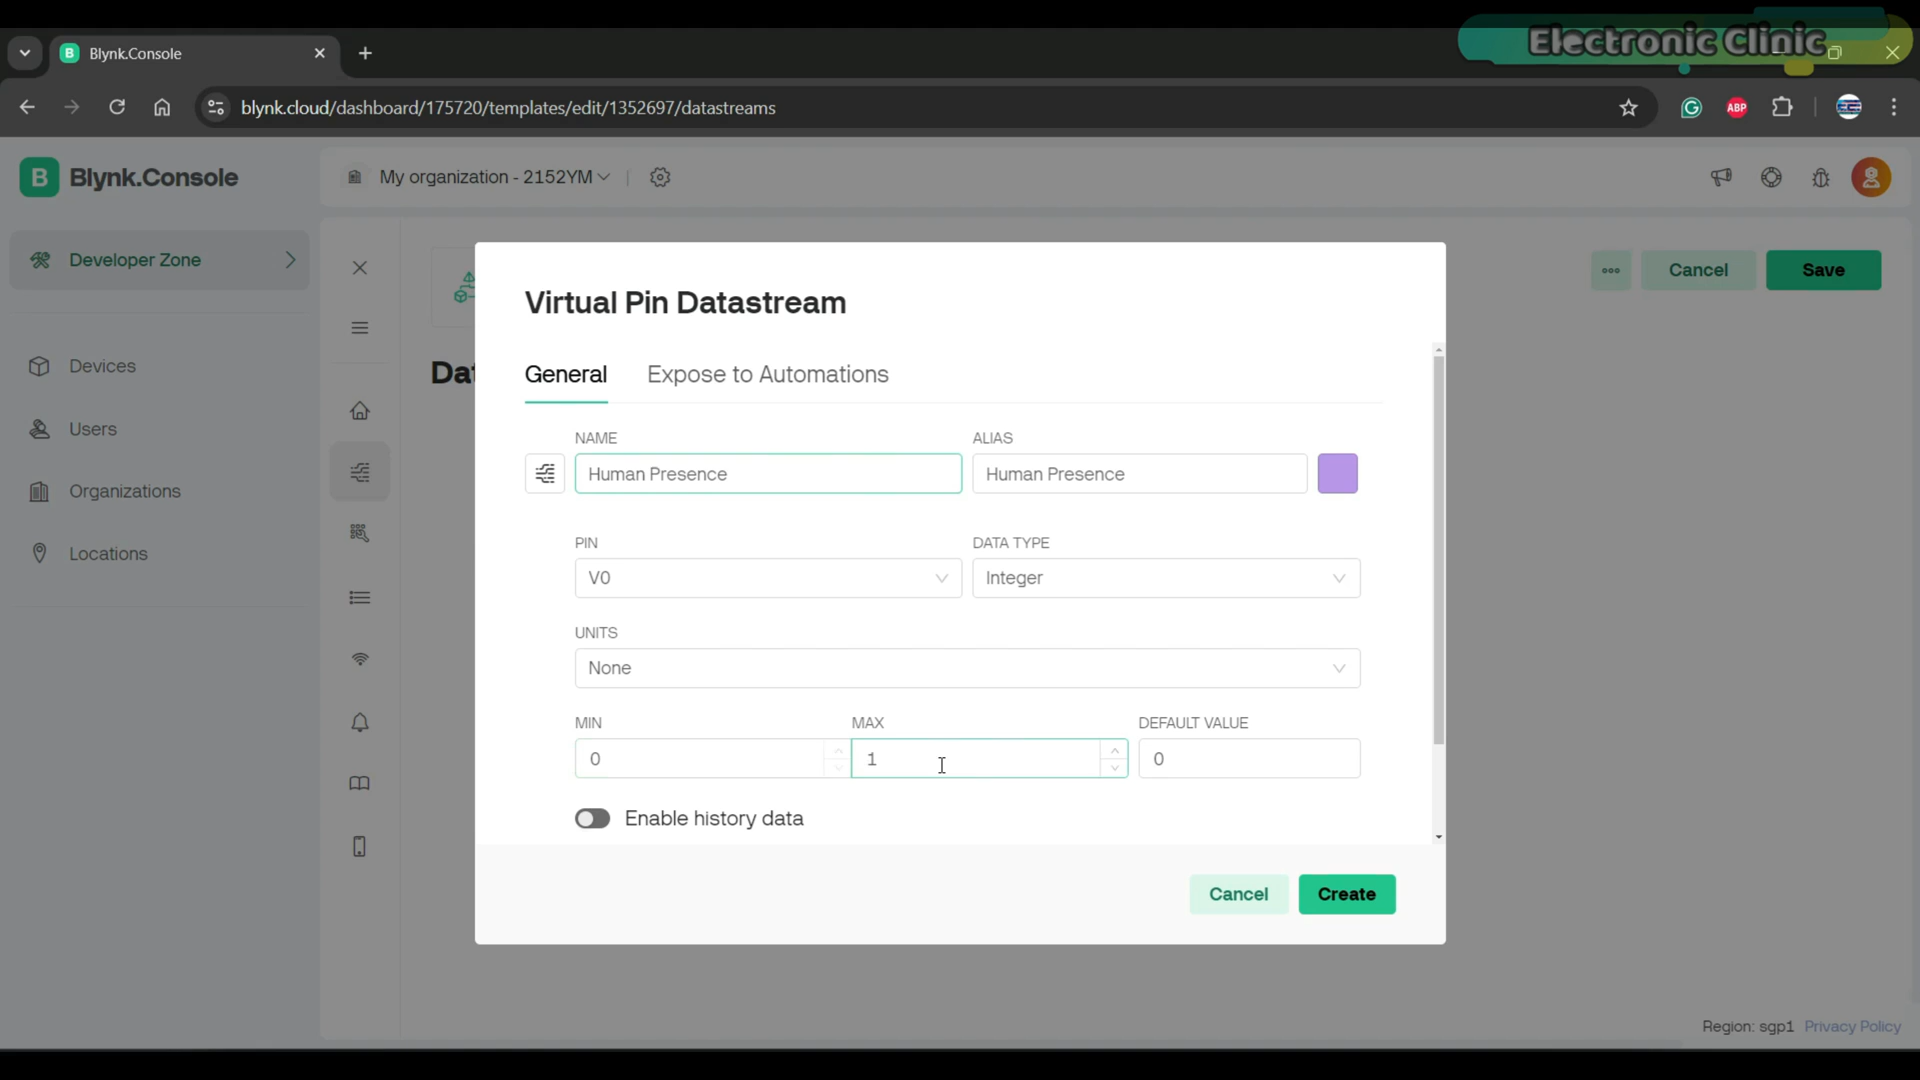 Electronic Clinic
Blynk.Console
blynk.cloud/dashboard/175720/templates/edit/1352697/datastreams
ABP
B Blynk.Console
My organization - 2152YM
Developer Zone
Cancel
Save
Virtual Pin Datastream
Devices
Dat
General
Expose to Automations
Users
NAME
ALIAS
Human Presence
Human Presence
Organizations
PIN
DATA TYPE
Locations
V0
Integer
UNITS
None
MIN
MAX
DEFAULT VALUE
0
1
0
Enable history data
Cancel
Create
Region: sgp1 Privacy Policy